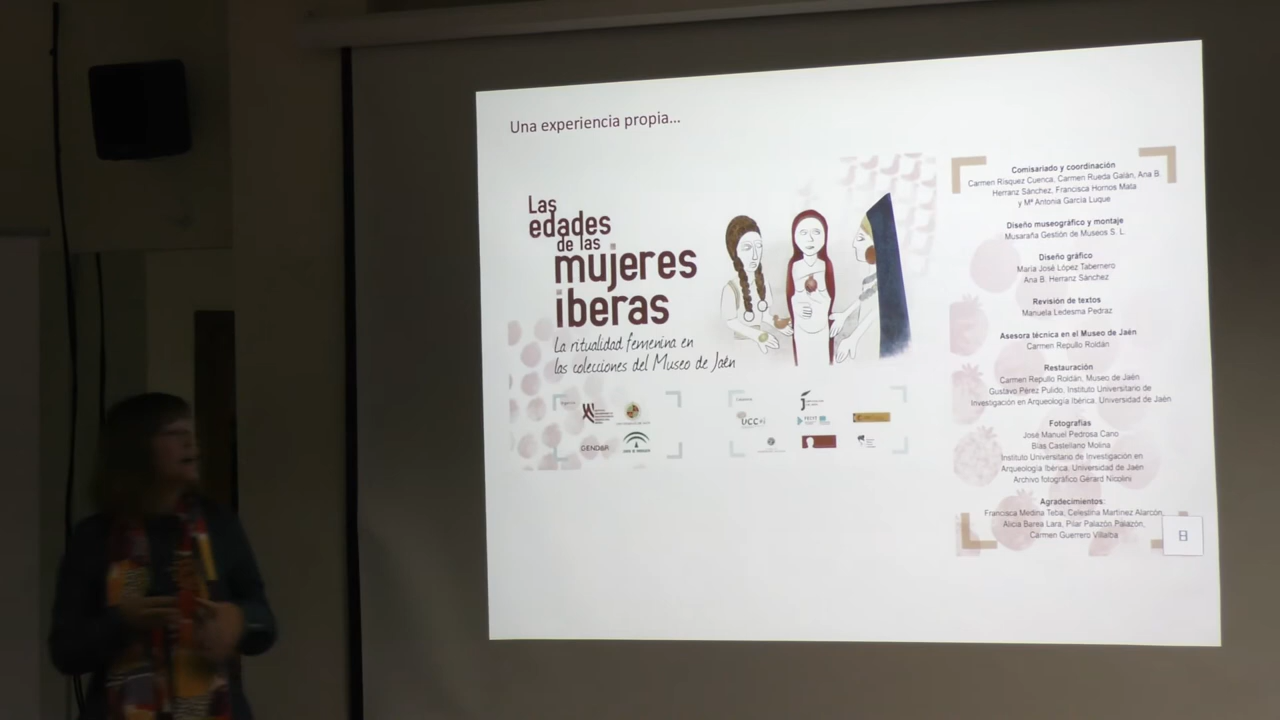 Una experiencia propia...
Las
edades
de las
mujeres
iberas
La ritualidad femenina en
las colecciones del Museo de Jaén
GENDAR
UCC+i
Comisariado y coordinación
Carmen Rísquez Cuenca, Carmen Rueda Galán, Ana B.
Herranz Sánchez, Francisca Hornos Mata
y Mª Antonia García Luque
Diseño museográfico y montaje
Musaraña Gestión de Museos S. L.
Diseño gráfico
María José López Tabernero
Ana B. Herranz Sánchez
Revisión de textos
Manuela Ledesma Pedraz
Asesora técnica en el Museo de Jaén
Carmen Repullo Roldán
Restauración
Carmen Repullo Roldán, Museo de Jaén
Gustavo Pérez Pulido, Instituto Universitario de
Investigación en Arqueología Ibérica. Universidad de Jaén
Fotografías
José Manuel Pedrosa Cano
Blas Castellano Molina
Instituto Universitario de Investigación en
Arqueología Ibérica. Universidad de Jaén
Archivo fotográfico Gérard Nicolini
Agradecimientos:
Francisca Medina Teba, Celestina Martínez Alarcón,
Alicia Barea Lara, Pilar Palazón Palazón,
Carmen Guerrero Villalba